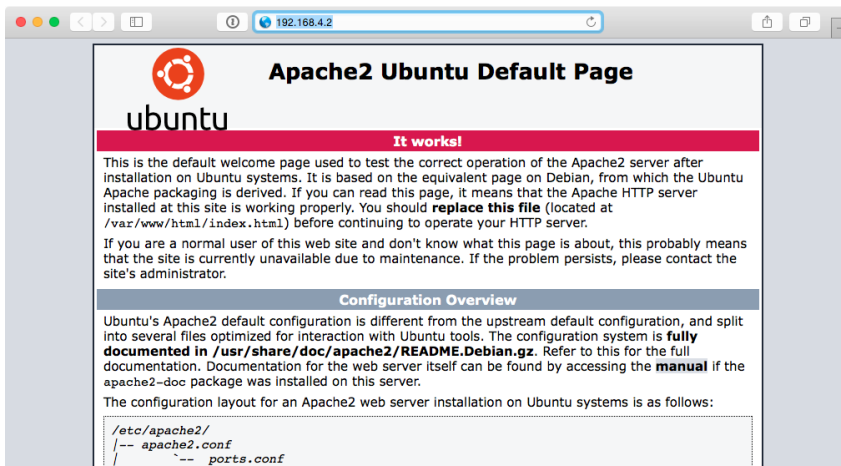 192.168.4.2
Apache2 Ubuntu Default Page
ubuntu
It works!
This is the default welcome page used to test the correct operation of the Apache2 server after
installation on Ubuntu systems. It is based on the equivalent page on Debian, from which the Ubuntu
Apache packaging is derived. If you can read this page, it means that the Apache HTTP server
installed at this site is working properly. You should replace this file (located at
/var/www/html/index.html) before continuing to operate your HTTP server.
If you are a normal user of this web site and don't know what this page is about, this probably means
that the site is currently unavailable due to maintenance. If the problem persists, please contact the
site's administrator.
Configuration Overview
Ubuntu's Apache2 default configuration is different from the upstream default configuration, and split
into several files optimized for interaction with Ubuntu tools. The configuration system is fully
documented in /usr/share/doc/apache2/README.Debian.gz. Refer to this for the full
documentation. Documentation for the web server itself can be found by accessing the manual if the
apache2-doc package was installed on this server.
The configuration layout for an Apache2 web server installation on Ubuntu systems is as follows:
/etc/apache2/
|-- apache2.conf
|       `--  ports.conf